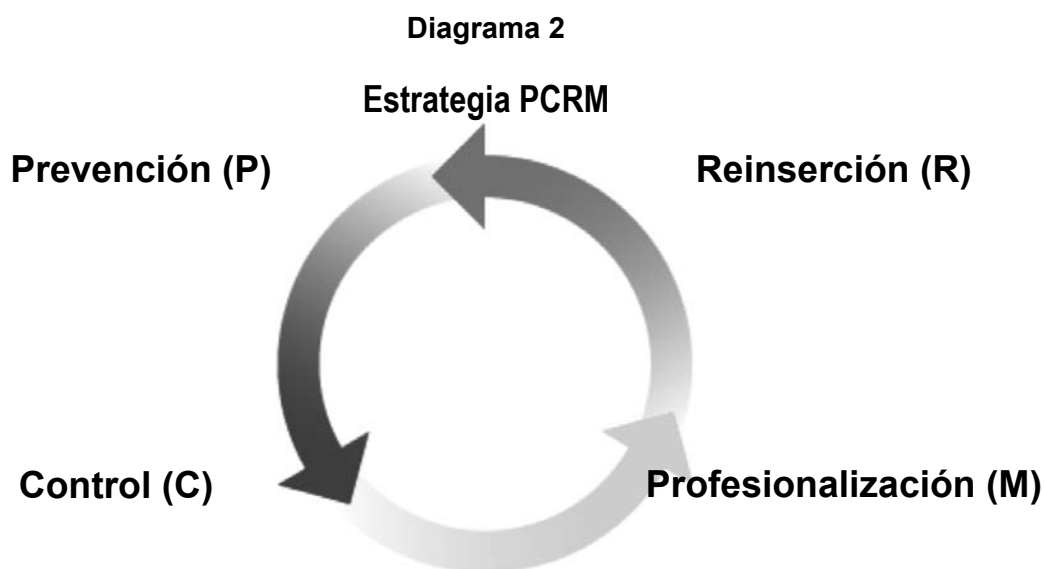 Diagrama 2
Estrategia PCRM
Prevención (P)
Reinserción (R)
Control (C)
Profesionalización (M)